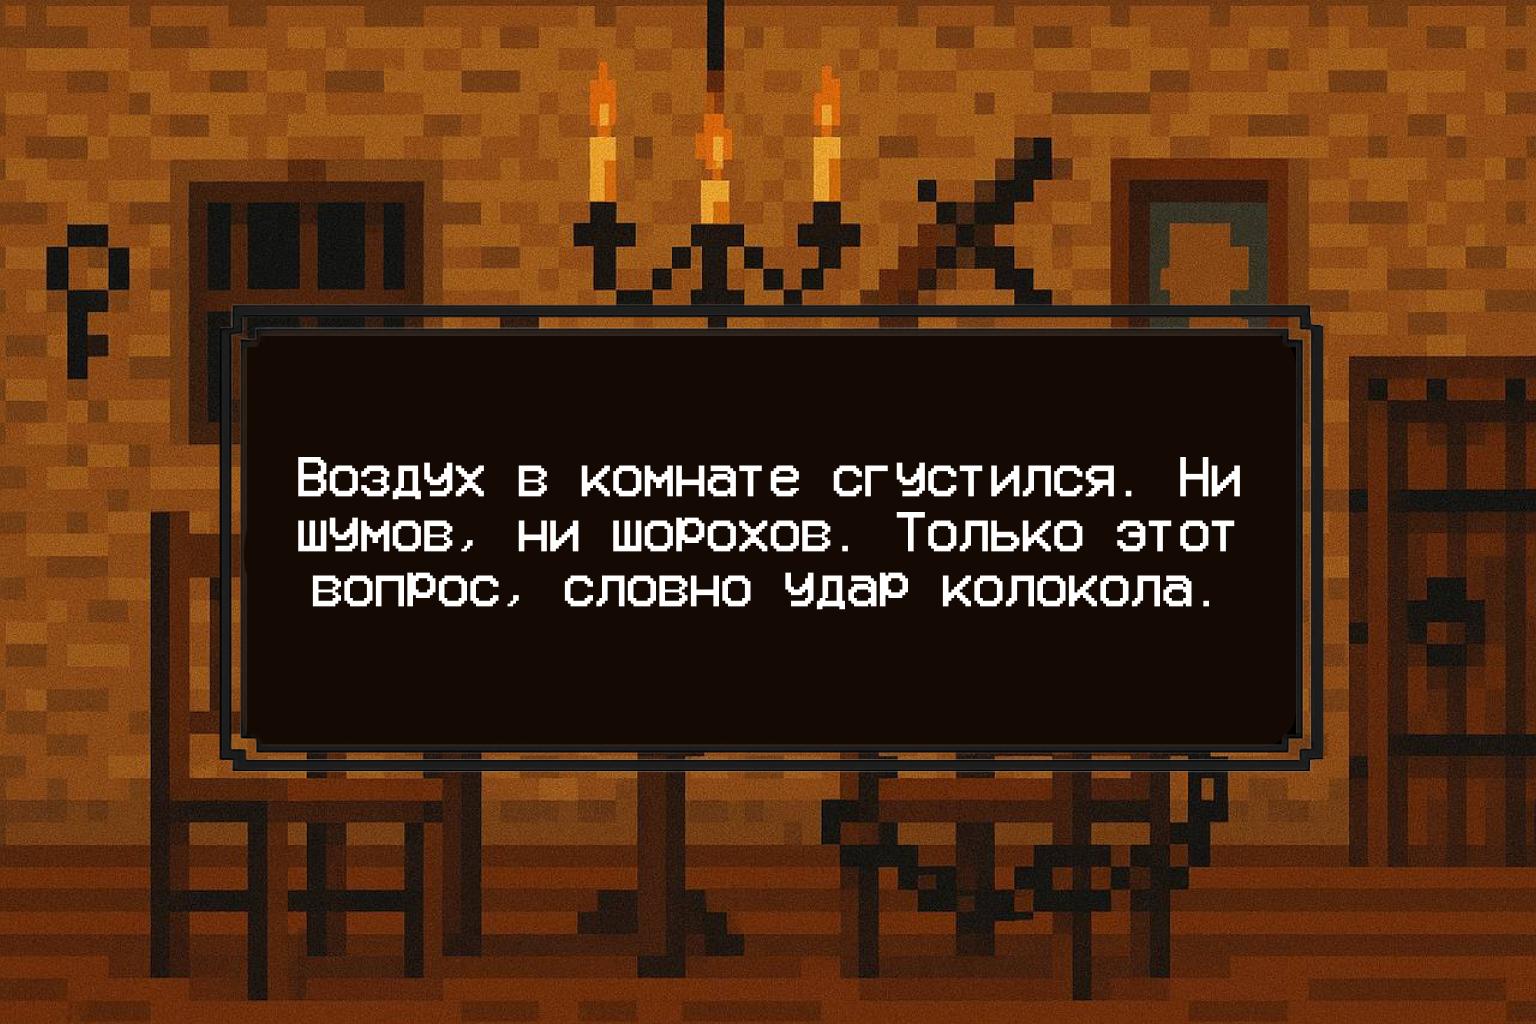 Воздух в комнате сгустился. Ни
шумов, ни шорохов. Только этот
вопрос, словно удар колокола.